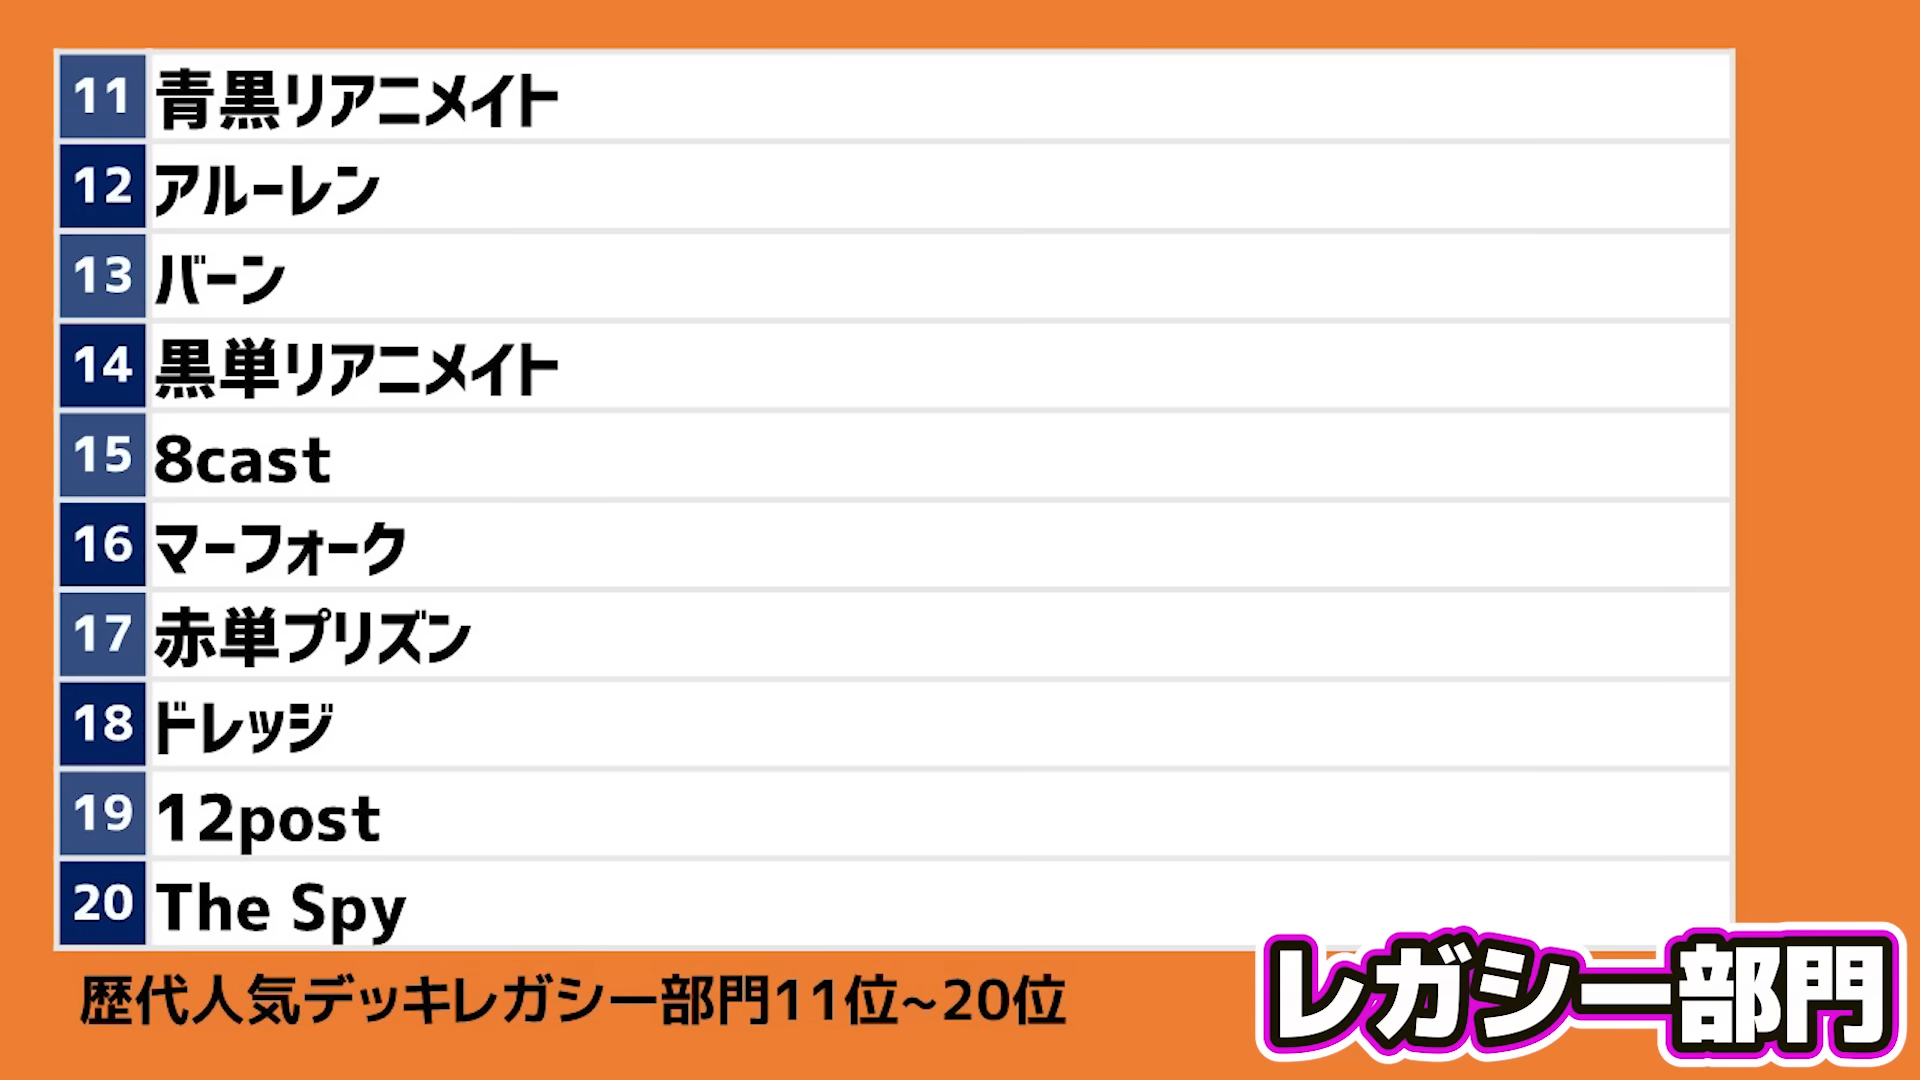 11 青黒リアニメイト
12 アルーレン
13 バーン
14 黒単リアニメイト
15 8cast
16 マーフォーク
17 赤単プリズン
18 ドレッジ
19 12post
20 The Spy
歴代人気デッキレガシー部門11位~20位
レガシー部門